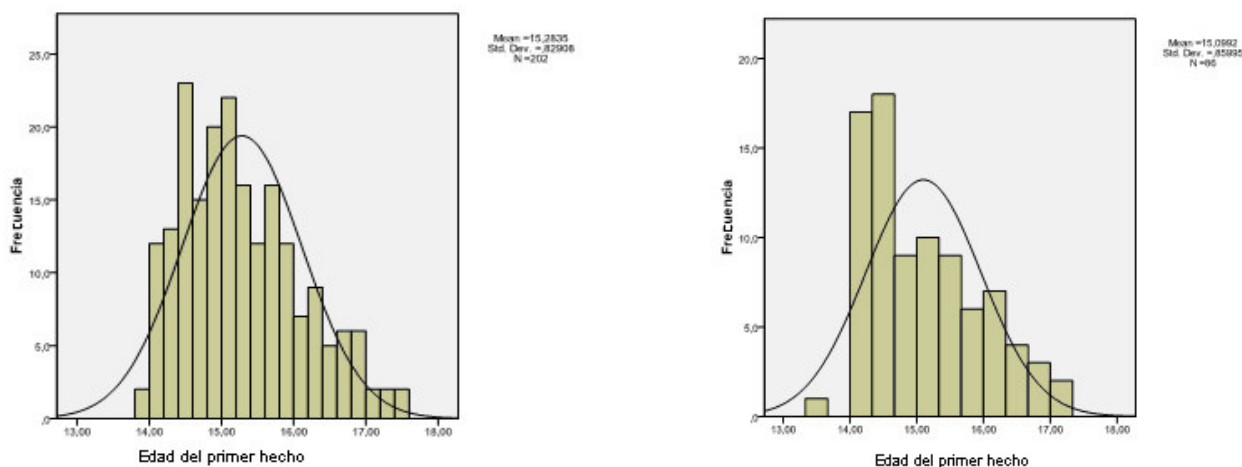 Mean =15,2835
Std. Dev. =,82908
N =202
25,0
20,0
15,0
10,0
5,0
,0
Frecuencia
13,00 14,00 15,00 16,00 17,00 18,00
Edad del primer hecho
Mean =15,0992
Std. Dev. =,85995
N =86
20,0
15,0
10,0
5,0
,0
Frecuencia
13,00 14,00 15,00 16,00 17,00 18,00
Edad del primer hecho